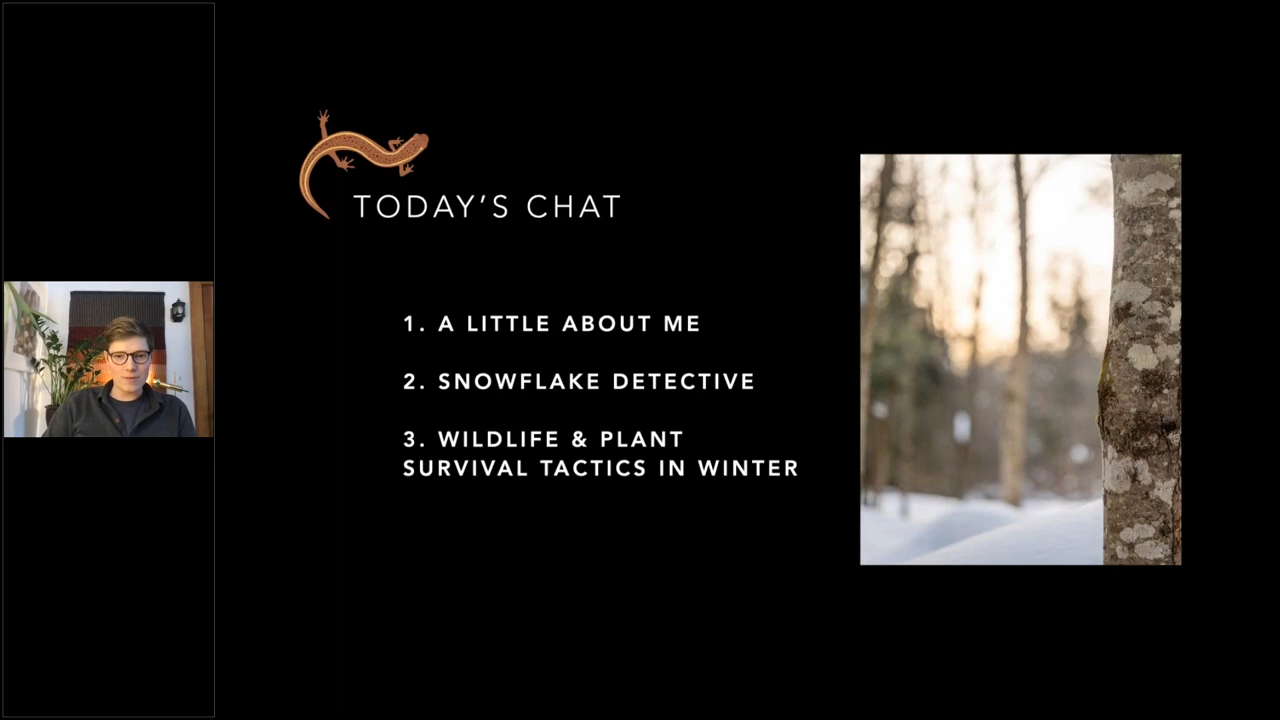 TODAY'S CHAT
1. A LITTLE ABOUT ME
2. SNOWFLAKE DETECTIVE
3. WILDLIFE & PLANT
SURVIVAL TACTICS IN WINTER